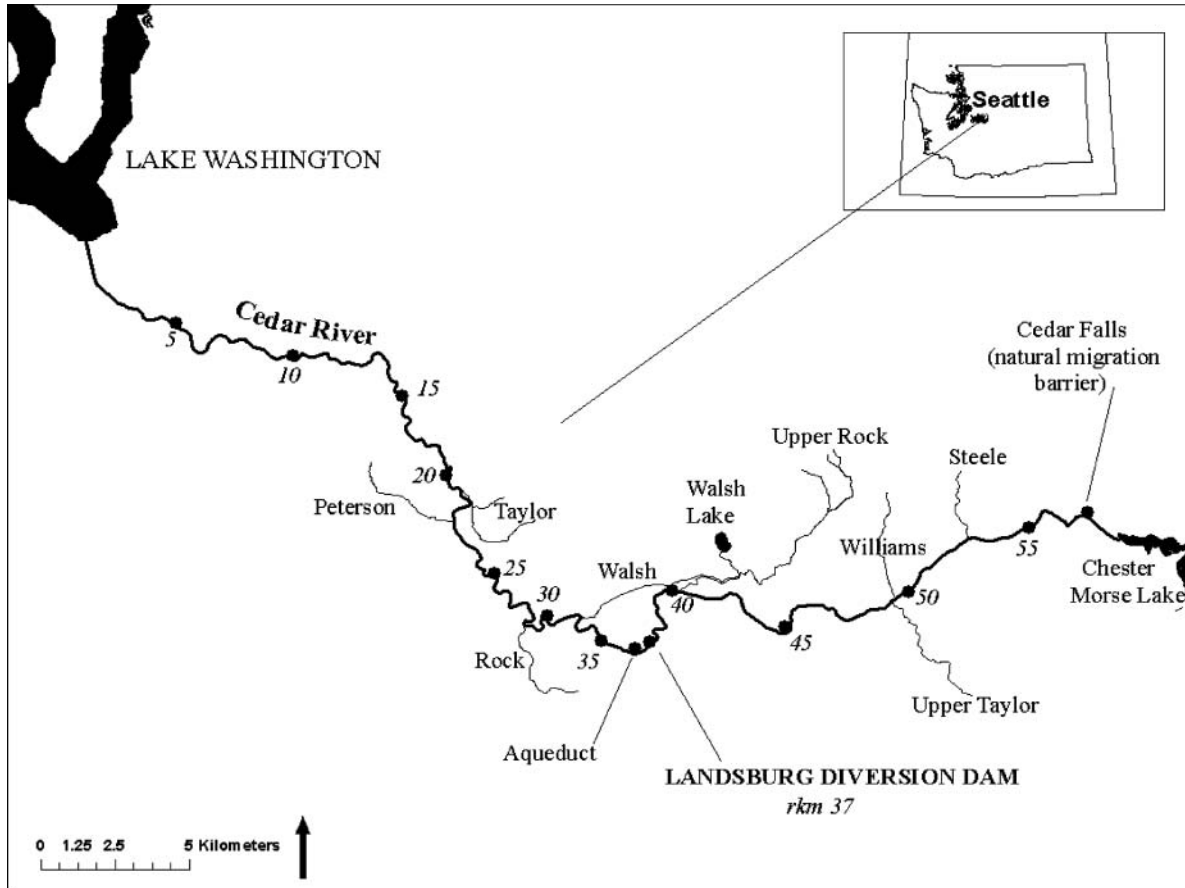 Seattle
LAKE WASHINGTON
Cedar River
5
10
15
20
Peterson
Taylor
25
30
Rock
35
Walsh
40
Walsh
Lake
Upper Rock
45
Williams
50
Steele
55
Upper Taylor
Cedar Falls
(natural migration
barrier)
Chester
Morse Lake
Aqueduct
LANDSBURG DIVERSION DAM
rkm 37
0 1.25 2.5 5 Kilometers